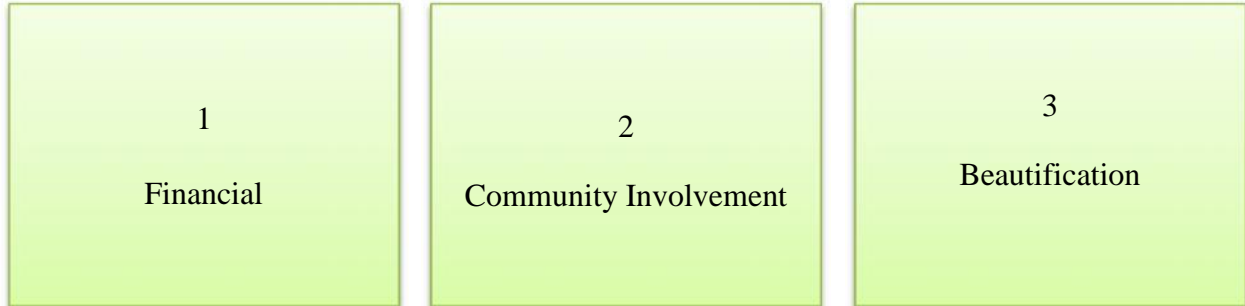 1
Financial
2
Community Involvement
3
Beautification